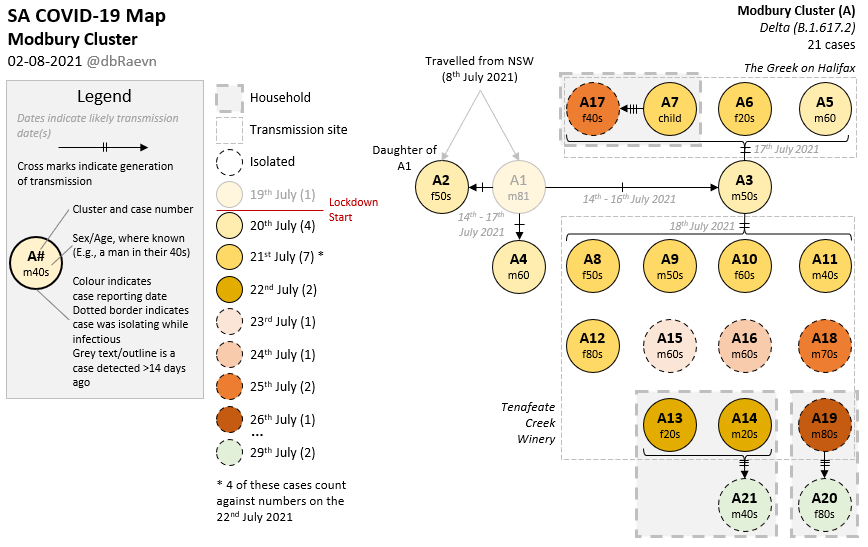 SA COVID-19 Map
Modbury Cluster
02-08-2021 @dbRaevn
Legend
Dates indicate likely transmission
date(s)
Cross marks indicate generation
of transmission
Cluster and case number
Sex/Age, where known
(E.g., a man in their 40s)
A#
m40s
Colour indicates
case reporting date
Dotted border indicates
case was isolating while
infectious
Grey text/outline is a
case detected >14 days
ago
Household
Transmission site
Isolated
19th July (1)
Lockdown
Start
20th July (4)
21st July (7) *
22nd July (2)
23rd July (1)
24th July (1)
25th July (2)
26th July (1)
...
29th July (2)
* 4 of these cases count
against numbers on the
22nd July 2021
Modbury Cluster (A)
Delta (B.1.617.2)
21 cases
The Greek on Halifax
Travelled from NSW
(8th July 2021)
A17
f40s
A7
child
A6
f20s
A5
m60
17th July 2021
Daughter of
A1
A2
f50s
A1
m81
14th - 16th July 2021
A3
m50s
14th - 17th
July 2021
18th July 2021
A4
m60
A8
f50s
A9
m50s
A10
f60s
A11
m40s
A12
f80s
A15
m60s
A16
m60s
A18
m70s
Tenafeate
Creek
Winery
A13
f20s
A14
m20s
A19
m80s
A21
m40s
A20
f80s